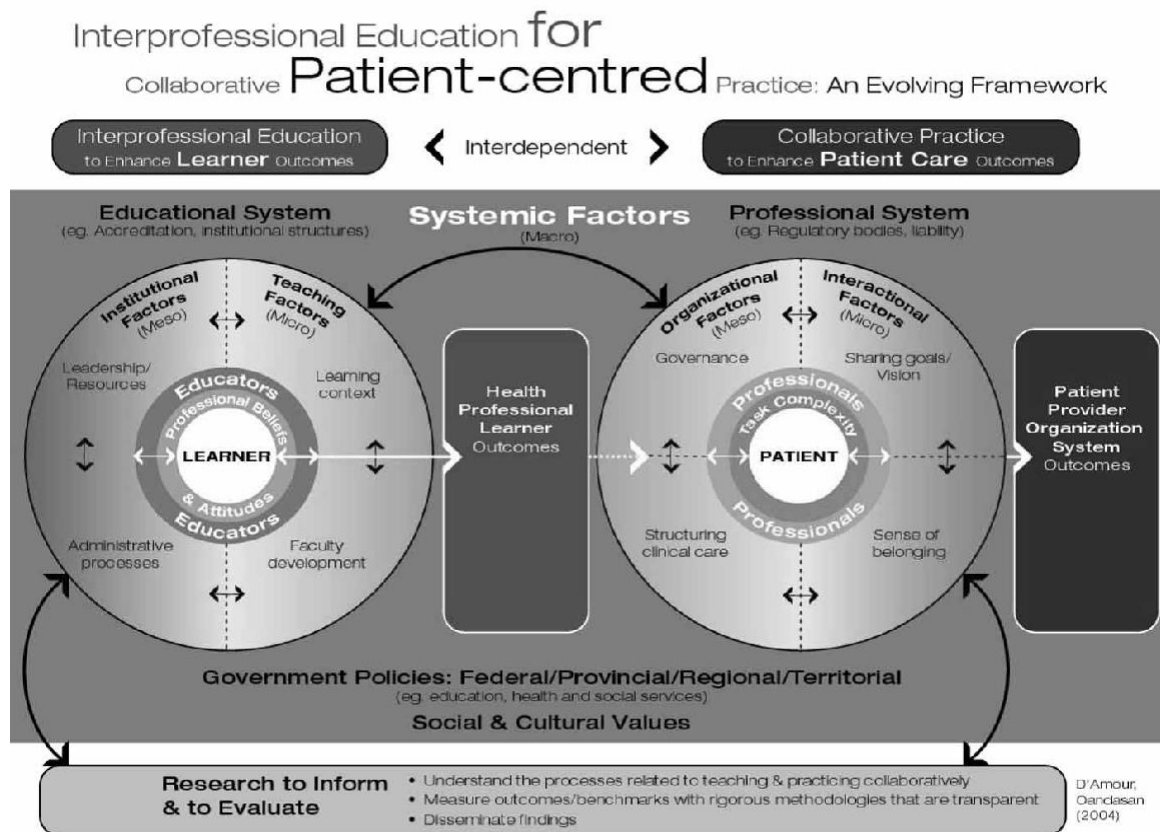 Interprofessional Education for
Collaborative Patient-centred Practice: An Evolving Framework
Interprofessional Education
to Enhance Learner Outcomes
Interdependent
Collaborative Practice
to Enhance Patient Care Outcomes
Educational System
(eg. Accreditation, institutional structures)
Systemic Factors
(Macro)
Professional System
(eg. Regulatory bodies, liability)
Institutional
Factors
(Meso)
Teaching
Factors
(Micro)
Leadership/
Resources
Learning
context
Educators
Professional Beliefs
LEARNER
& Attitudes
Educators
Administrative
processes
Faculty
development
Health
Professional
Learner
Outcomes
Organizational
Factors
(Meso)
Interactional
Factors
(Micro)
Governance
Sharing goals/
Vision
Professionals
Task Complexity
PATIENT
Professionals
Structuring
clinical care
Sense of
belonging
Patient
Provider
Organization
System
Outcomes
Government Policies: Federal/Provincial/Regional/Territorial
(eg. education, health and social services)
Social & Cultural Values
Research to Inform
& to Evaluate
• Understand the processes related to teaching & practicing collaboratively
• Measure outcomes/benchmarks with rigorous methodologies that are transparent
• Disseminate findings
D'Amour,
Oandasan
(2004)